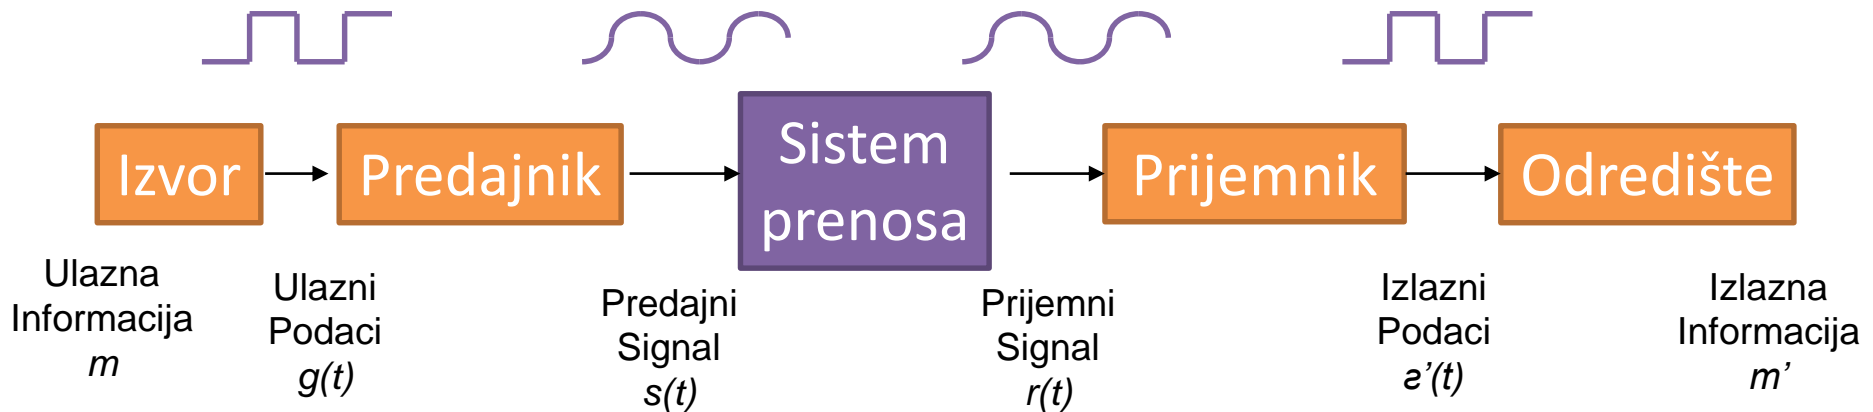 Izvor
Predajnik
Sistem
prenosa
Prijemnik
Odredište
Ulazna
Informacija
m
Ulazni
Podaci
g(t)
Predajni
Signal
s(t)
Prijemni
Signal
r(t)
Izlazni
Podaci
г’(t)
Izlazna
Informacija
m’